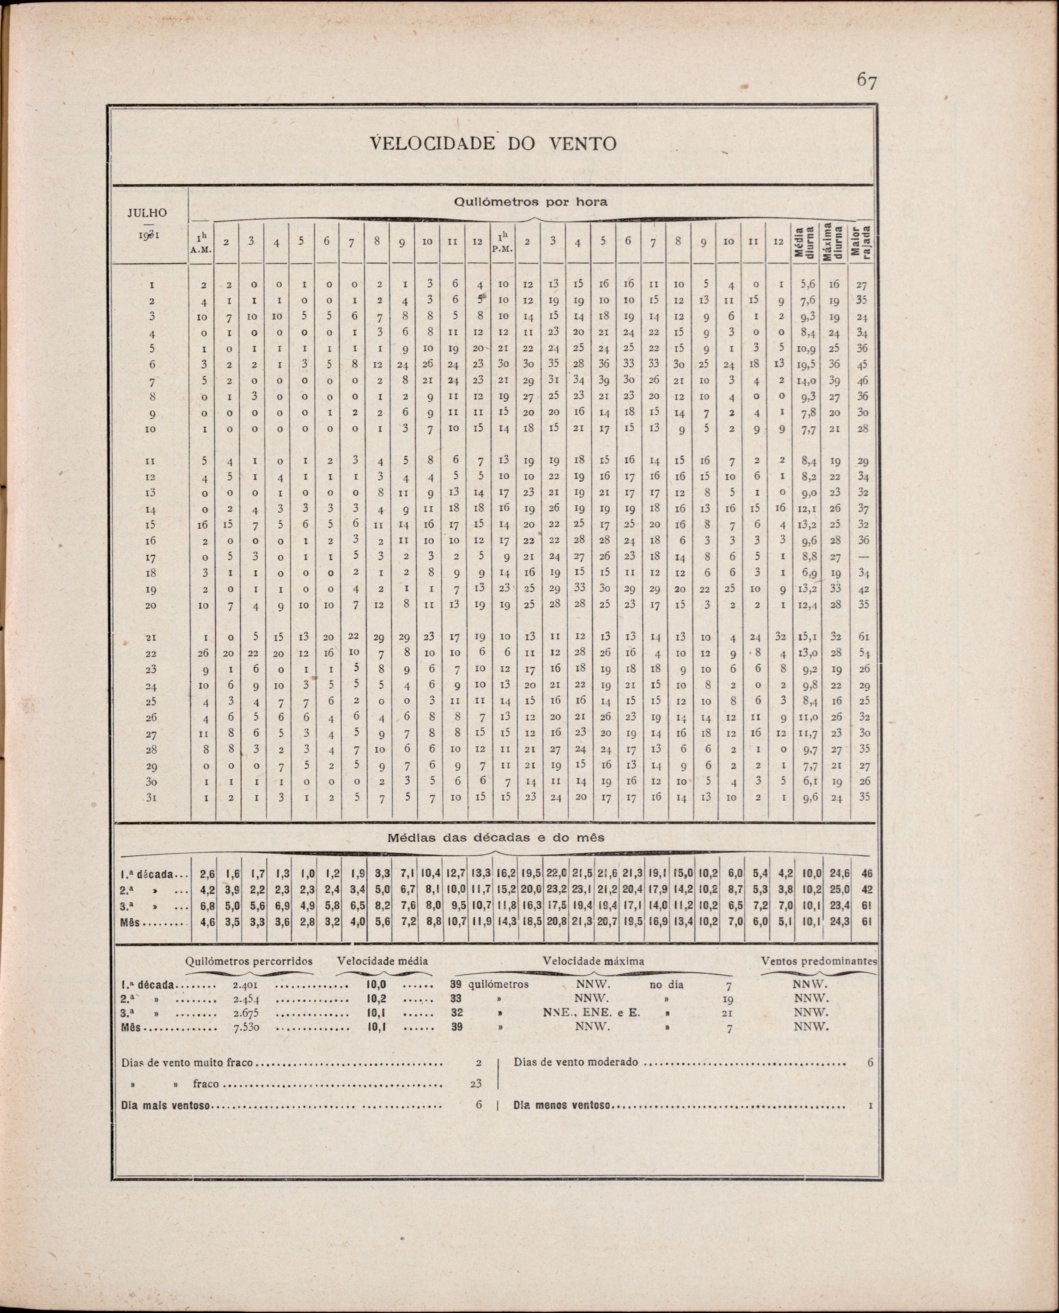 67
VELOCIDADE DO VENTO
JULHO
1931
Quilómetros por hora
1h A.M. 2 3 4 5 6 7 8 9 10 11 12 1h P.M. 2 3 4 5 6 7 8 9 10 11 12 Média diurna Máxima diurna Maior rajada
1 2 2 0 0 1 0 0 2 1 3 6 4 10 12 13 15 16 16 11 10 5 4 0 1 5,6 16 27
2 4 1 1 1 0 0 1 2 4 3 6 5 10 12 19 19 10 10 15 12 13 11 15 9 7,6 19 35
3 10 7 10 10 5 5 6 7 8 8 5 8 10 14 15 14 18 19 14 12 9 6 1 2 9,3 19 24
4 0 1 0 0 0 0 1 3 6 8 11 12 12 11 23 20 21 24 22 15 9 3 0 0 8,4 24 34
5 1 0 1 1 1 1 1 1 9 10 19 20 21 22 24 25 24 25 22 15 9 1 3 5 10,9 25 36
6 3 2 2 1 3 5 8 12 24 26 24 23 30 30 35 28 36 33 33 30 25 24 18 13 19,5 36 45
7 5 2 0 0 0 0 0 2 8 21 24 23 21 29 31 34 39 30 26 21 10 3 4 2 14,0 39 46
8 0 1 3 0 0 0 0 1 2 9 11 12 19 27 25 23 21 23 20 12 10 4 0 0 9,3 27 36
9 0 0 0 0 0 1 2 2 6 9 11 11 15 20 20 16 14 18 15 14 7 2 4 1 7,8 20 30
10 1 0 0 0 0 0 0 1 3 7 10 15 14 18 15 21 17 15 13 9 5 2 9 9 7,7 21 28
11 5 4 1 0 1 2 3 4 5 8 6 7 13 19 19 18 15 16 14 15 16 7 2 2 8,4 19 29
12 4 5 1 4 1 1 1 3 4 4 5 5 10 10 22 19 16 17 16 16 15 10 6 1 8,2 22 34
13 0 0 0 1 0 0 0 8 11 9 13 14 17 23 21 19 21 17 17 12 8 5 1 0 9,0 23 32
14 0 2 4 3 3 3 3 4 9 11 18 18 16 19 26 19 19 19 18 16 13 16 15 16 12,1 26 37
15 16 15 7 5 6 5 6 11 14 16 17 15 14 20 22 25 17 25 20 16 8 7 6 4 13,2 25 32
16 2 0 0 0 1 2 3 2 11 10 10 12 17 22 22 28 28 24 18 6 3 3 3 3 9,6 28 36
17 0 5 3 0 1 1 5 3 2 3 2 5 9 21 24 27 26 23 18 14 8 6 5 1 8,8 27 —
18 3 1 1 0 0 0 2 1 2 8 9 9 14 16 19 15 15 11 12 12 6 6 3 1 6,9 19 34
19 2 0 1 1 0 0 4 2 1 1 7 13 23 25 29 33 30 29 29 20 22 25 10 9 13,2 33 42
20 10 7 4 9 10 10 7 12 8 11 13 19 19 25 28 28 25 23 17 15 3 2 2 1 12,4 28 35
21 1 0 5 15 13 20 22 29 29 23 17 19 10 13 11 12 13 13 14 13 10 4 24 32 15,1 32 61
22 26 20 22 20 12 16 10 7 8 10 10 6 6 11 12 28 26 16 4 10 12 9 8 4 13,0 28 54
23 9 1 6 0 1 1 5 8 9 6 7 10 12 17 16 18 19 18 18 9 10 6 6 8 9,2 19 26
24 10 6 9 10 3 5 5 5 4 6 9 10 13 20 21 22 19 21 15 10 8 2 0 2 9,8 22 29
25 4 3 4 7 7 6 2 0 0 3 11 11 14 15 16 16 14 15 15 12 10 8 6 3 8,4 16 25
26 4 6 5 6 6 4 6 4 6 8 8 7 13 12 20 21 26 23 19 14 14 12 11 9 11,0 26 32
27 11 8 6 5 3 4 5 9 7 8 8 15 15 12 16 23 20 19 14 16 18 12 16 12 11,7 23 30
28 8 8 3 2 3 4 7 10 6 6 10 12 11 21 27 24 24 17 13 6 6 2 1 0 9,7 27 35
29 0 0 0 7 5 2 5 9 7 6 9 7 11 21 19 15 16 13 14 9 6 2 2 1 7,7 21 27
30 1 1 1 1 0 0 0 2 3 5 6 6 7 14 11 14 19 16 12 10 5 4 3 5 6,1 19 26
31 1 2 1 3 1 2 5 7 5 7 10 15 15 23 24 20 17 17 16 14 13 10 2 1 9,6 24 35
Médias das décadas e do mês
1.ª década... 2,6 1,6 1,7 1,3 1,0 1,2 1,9 3,3 7,1 10,4 12,7 13,3 16,2 19,5 22,0 21,5 21,6 21,3 19,1 15,0 10,2 6,0 5,4 4,2 10,0 24,6 46
2.ª » ... 4,2 3,9 2,2 2,3 2,3 2,4 3,4 5,0 6,7 8,1 10,0 11,7 15,2 20,0 23,2 23,1 21,2 20,4 17,9 14,2 10,2 8,7 5,3 3,8 10,2 25,0 42
3.ª » ... 6,8 5,0 5,6 6,9 4,9 5,8 6,5 8,2 7,6 8,0 9,5 10,7 11,8 16,3 17,5 19,4 19,4 17,1 14,0 11,2 10,2 6,5 7,2 7,0 10,1 23,4 61
Mês......... 4,6 3,5 3,3 3,6 2,8 3,2 4,0 5,6 7,2 8,8 10,7 11,9 14,3 18,5 20,8 21,3 20,7 19,5 16,9 13,4 10,2 7,0 6,0 5,1 10,1 24,3 61
Quilómetros percorridos Velocidade média Velocidade máxima Ventos predominantes
1.ª década........ 2.401 .............. 10,0 ...... 39 quilómetros NNW. no dia 7 NNW.
2.ª » ........ 2.454 .............. 10,2 ...... 33 » NNW. » 19 NNW.
3.ª » ........ 2.675 .............. 10,1 ...... 32 » NNE., ENE. e E. » 21 NNW.
Mês.............. 7.530 .............. 10,1 ...... 39 » NNW. » 7 NNW.
Dias de vento muito fraco.................................. 2 | Dias de vento moderado ..................................... 6
» » fraco ........................................ 23
Dia mais ventoso.......................................... 6 | Dia menos ventoso........................................... 1